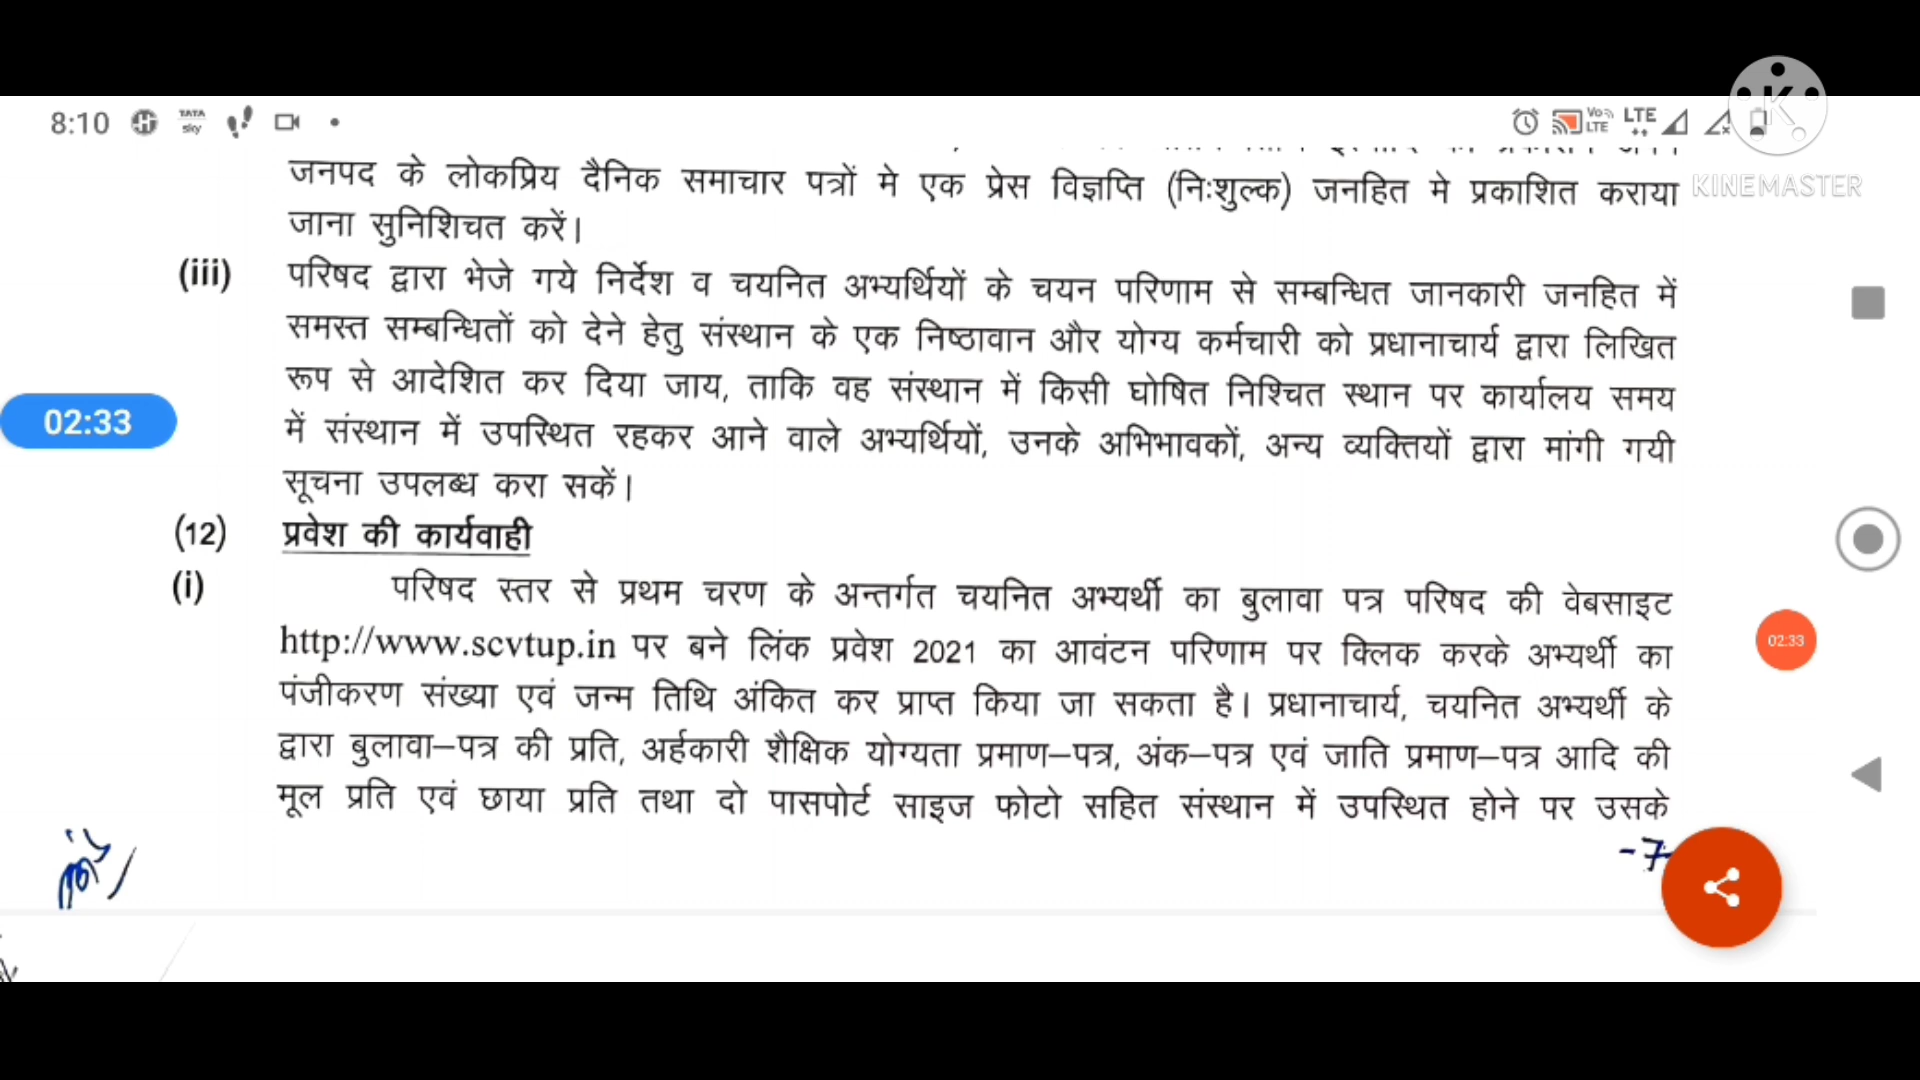 8:10 TATA sky Vo LTE LTE
KINEMASTER
जनपद के लोकप्रिय दैनिक समाचार पत्रों मे एक प्रेस विज्ञप्ति (निःशुल्क) जनहित मे प्रकाशित कराया
जाना सुनिशिचत करें।
(iii) परिषद द्वारा भेजे गये निर्देश व चयनित अभ्यर्थियों के चयन परिणाम से सम्बन्धित जानकारी जनहित में
समस्त सम्बन्धितों को देने हेतु संस्थान के एक निष्ठावान और योग्य कर्मचारी को प्रधानाचार्य द्वारा लिखित
रूप से आदेशित कर दिया जाय, ताकि वह संस्थान में किसी घोषित निश्चित स्थान पर कार्यालय समय
02:33
में संस्थान में उपस्थित रहकर आने वाले अभ्यर्थियों, उनके अभिभावकों, अन्य व्यक्तियों द्वारा मांगी गयी
सूचना उपलब्ध करा सकें।
(12) प्रवेश की कार्यवाही
(i) परिषद स्तर से प्रथम चरण के अन्तर्गत चयनित अभ्यर्थी का बुलावा पत्र परिषद की वेबसाइट
http://www.scvtup.in पर बने लिंक प्रवेश 2021 का आवंटन परिणाम पर क्लिक करके अभ्यर्थी का
02:33
पंजीकरण संख्या एवं जन्म तिथि अंकित कर प्राप्त किया जा सकता है। प्रधानाचार्य, चयनित अभ्यर्थी के
द्वारा बुलावा–पत्र की प्रति, अर्हकारी शैक्षिक योग्यता प्रमाण–पत्र, अंक–पत्र एवं जाति प्रमाण–पत्र आदि की
मूल प्रति एवं छाया प्रति तथा दो पासपोर्ट साइज फोटो सहित संस्थान में उपस्थित होने पर उसके
-7